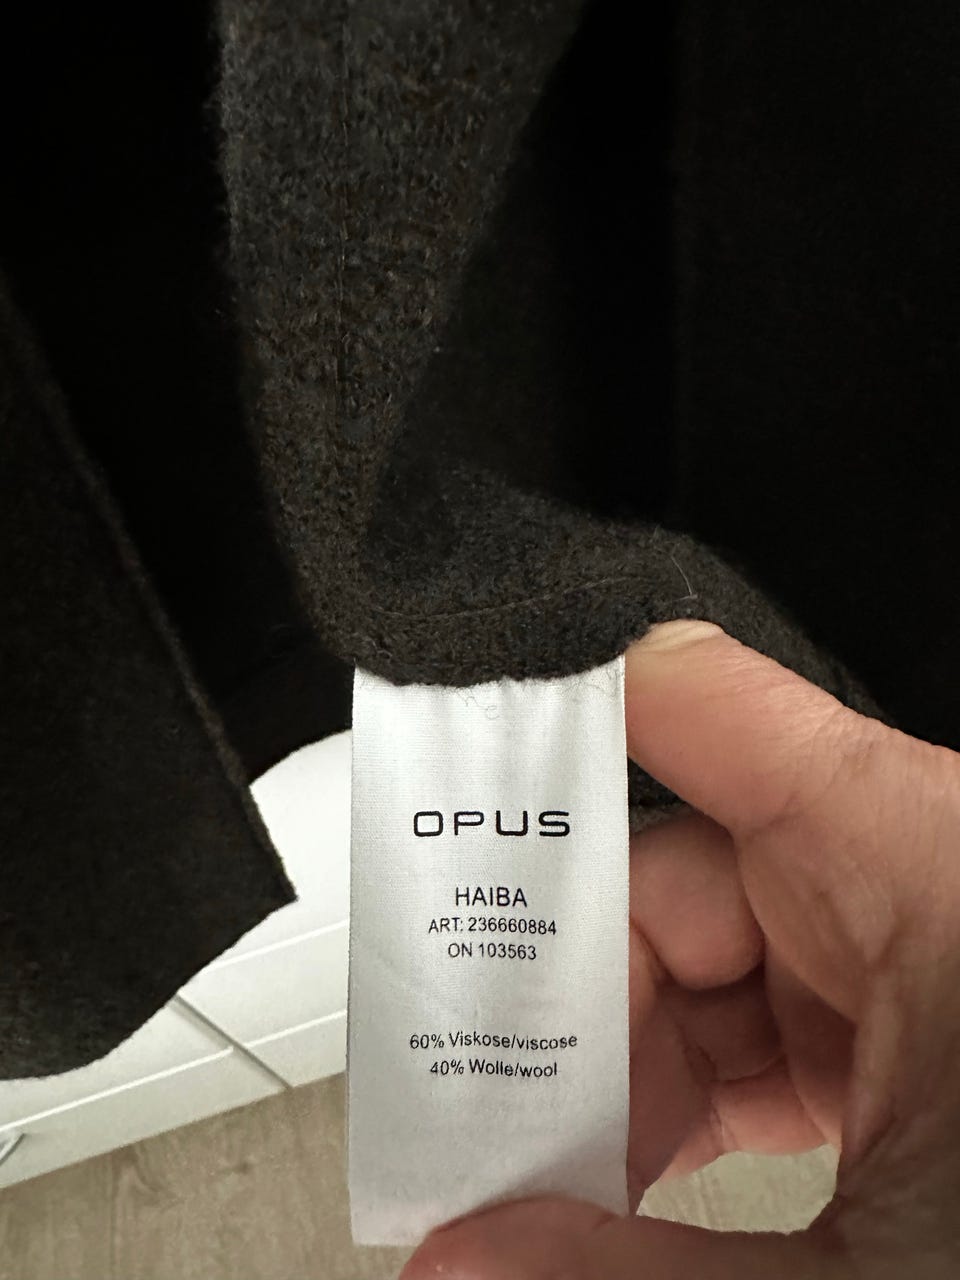 OPUS
HAIBA
ART: 236660884
ON 103563
60% Viskose/viscose
40% Wolle/wool